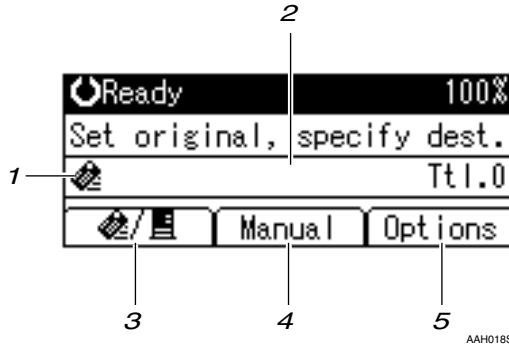 2
Ready 100%
Set original, specify dest.
1 Ttl.0
/ Manual Options
3 4 5
AAH018S